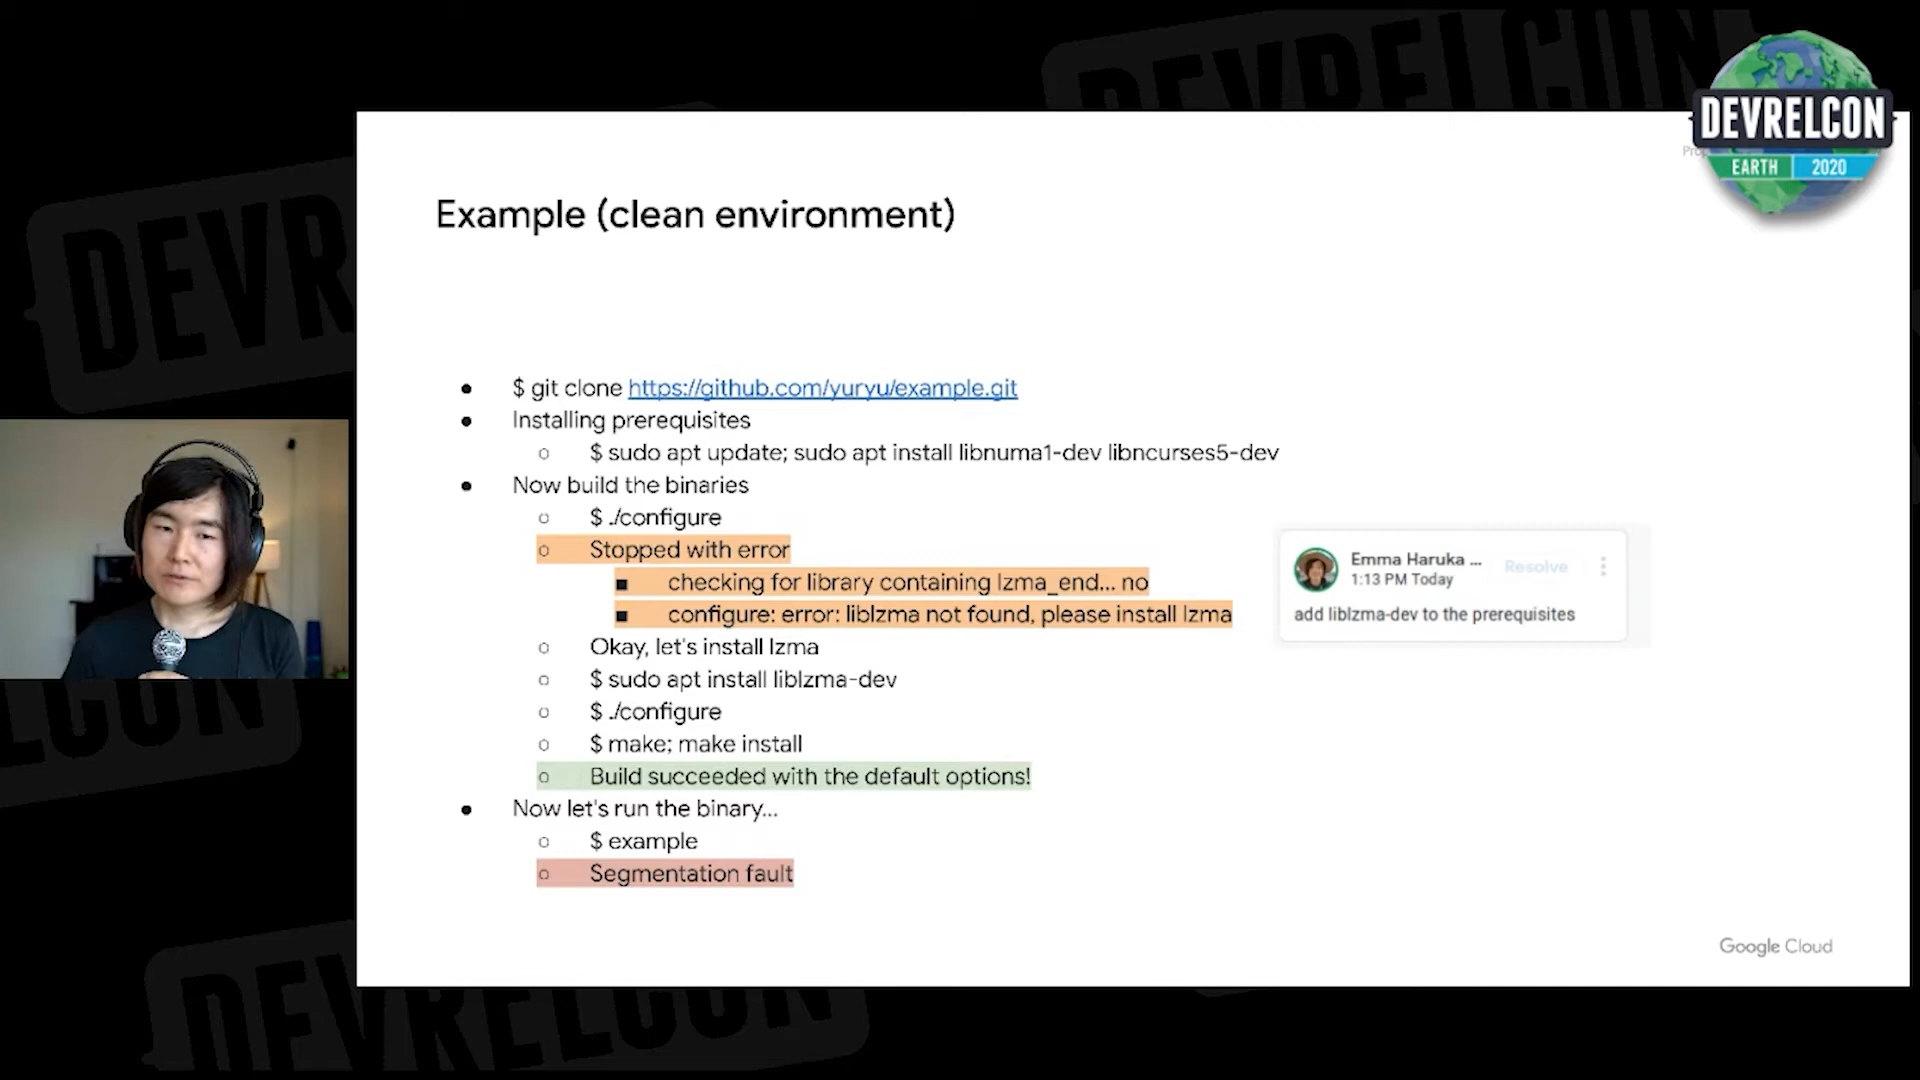 DEVRELCON
DEVRELCON
EARTH 2020
Example (clean environment)
$ git clone https://github.com/yuryu/example.git
Installing prerequisites
$ sudo apt update; sudo apt install libnuma1-dev libncurses5-dev
Now build the binaries
$ ./configure
Stopped with error
checking for library containing lzma_end... no
configure: error: liblzma not found, please install lzma
Okay, let's install lzma
$ sudo apt install liblzma-dev
$ ./configure
$ make; make install
Build succeeded with the default options!
Now let's run the binary...
$ example
Segmentation fault
Emma Haruka ...
Resolve
1:13 PM Today
add liblzma-dev to the prerequisites
Google Cloud
DEVR
LCON
DEVRELCON